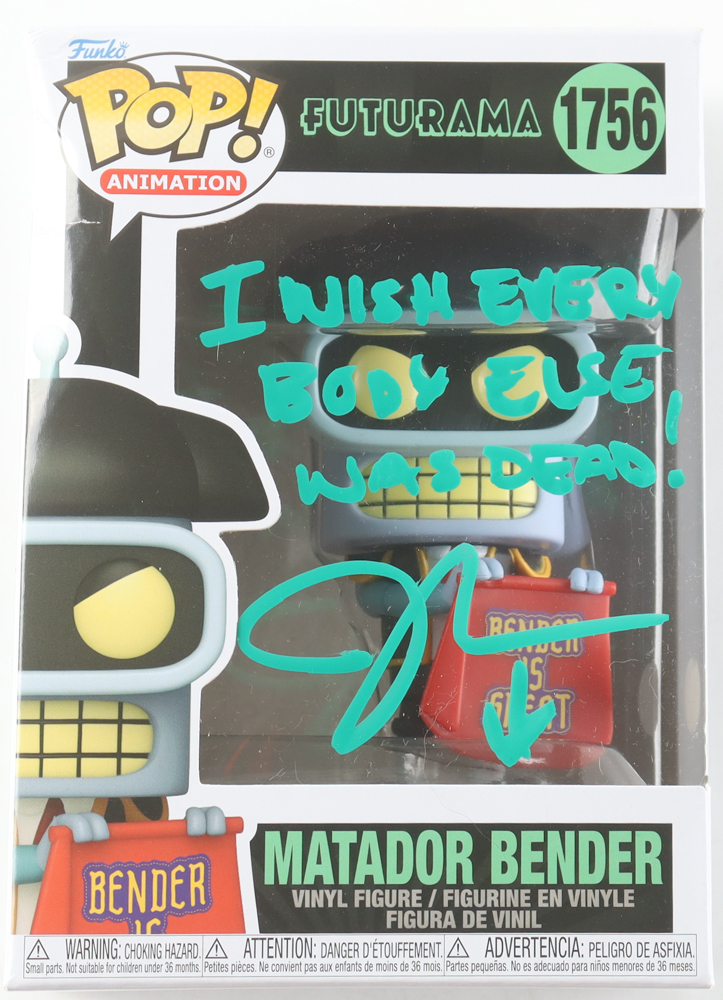 Funko
POP!®
ANIMATION
FUTURAMA
1756
I WISH EVERY
BODY ELSE
WAS DEAD!
BENDER
IS
GREAT
BENDER
IS
MATADOR BENDER
VINYL FIGURE / FIGURINE EN VINYLE
FIGURA DE VINIL
WARNING: CHOKING HAZARD.
Small parts. Not suitable for children under 36 months.
ATTENTION: DANGER D'ÉTOUFFEMENT.
Petites pièces. Ne convient pas aux enfants de moins de 36 mois.
ADVERTENCIA: PELIGRO DE ASFIXIA.
Partes pequeñas. No es adecuado para niños menores de 36 meses.